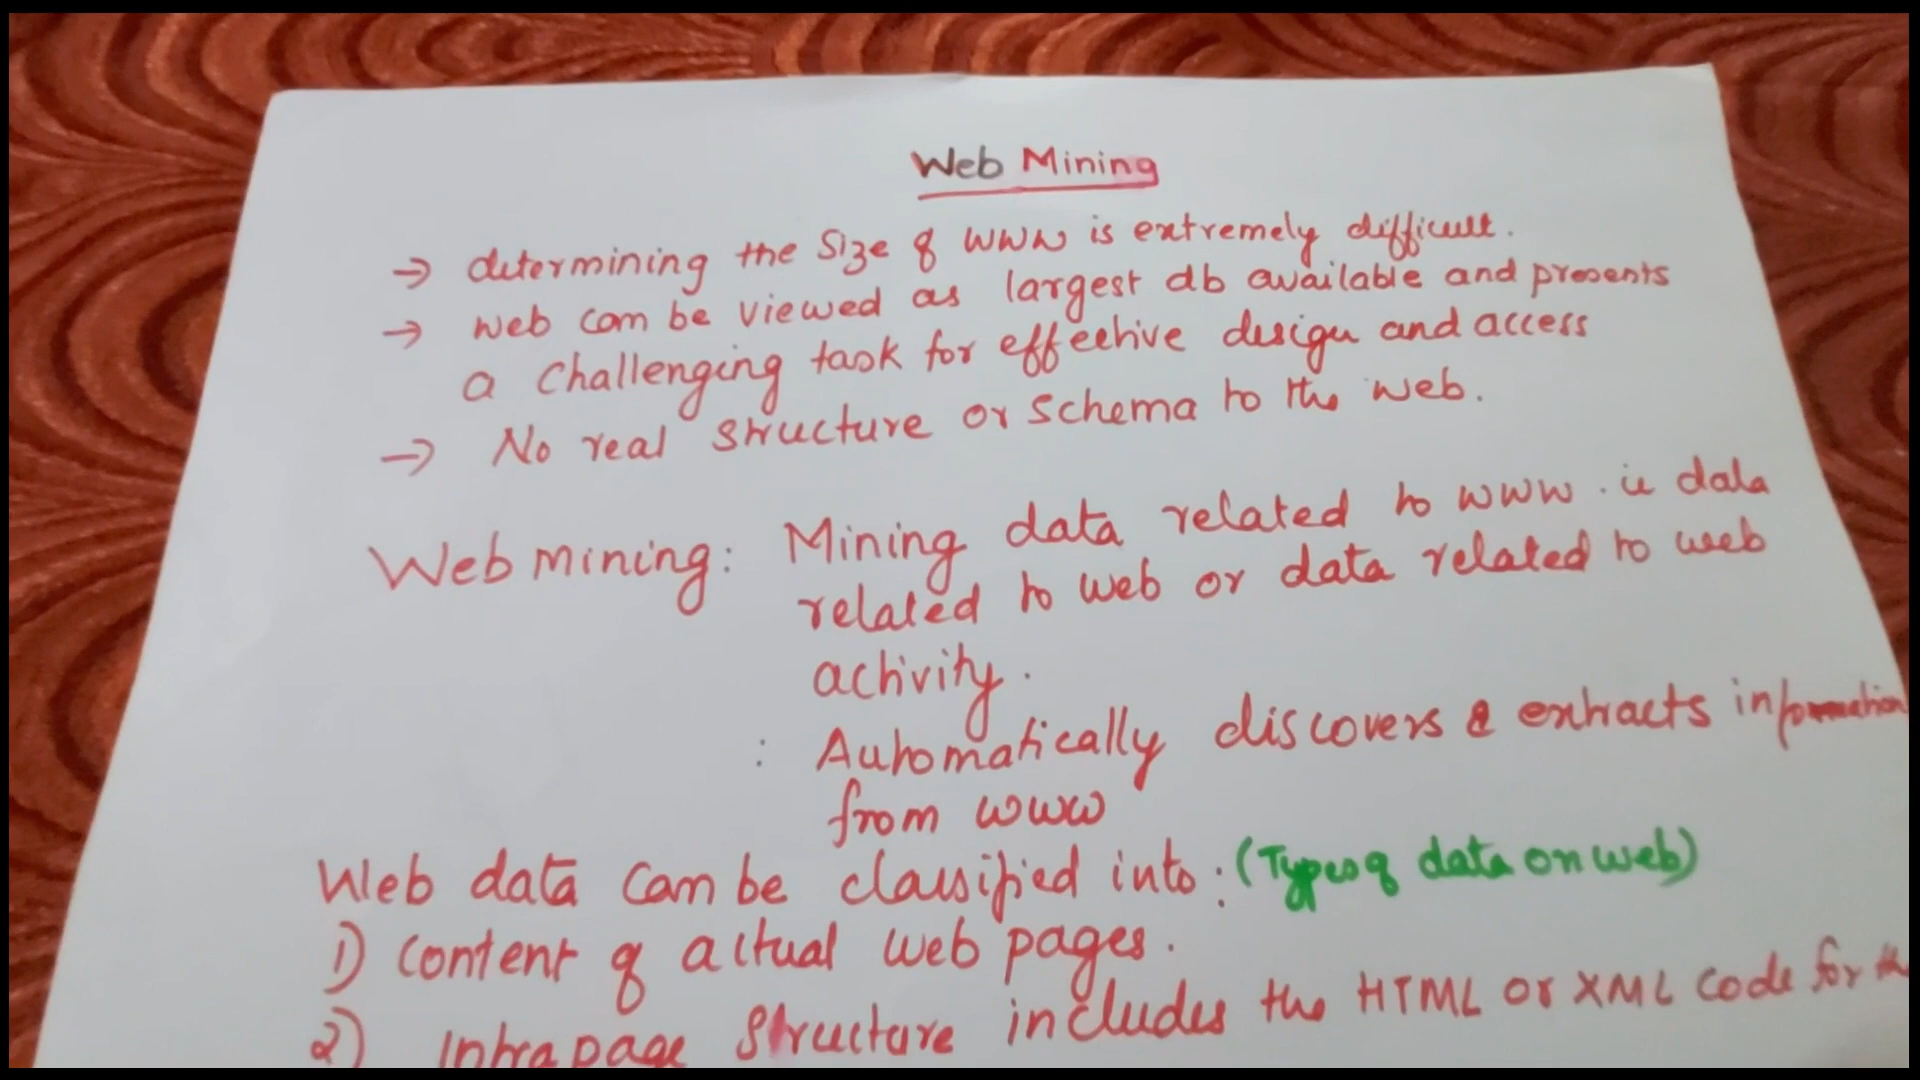 Web Mining
→ determining the size of WWW is extremely difficult.
→ web can be viewed as largest db available and presents
a challenging task for effective design and access
→ No real structure or schema to the web.
Web mining: Mining data related to WWW. ie data
related to web or data related to web
activity.
: Automatically discovers & extracts information
from WWW
Web data can be classified into: (Types of data on web)
1) Content of actual web pages.
2) Intrapage structure includes the HTML or XML code for the